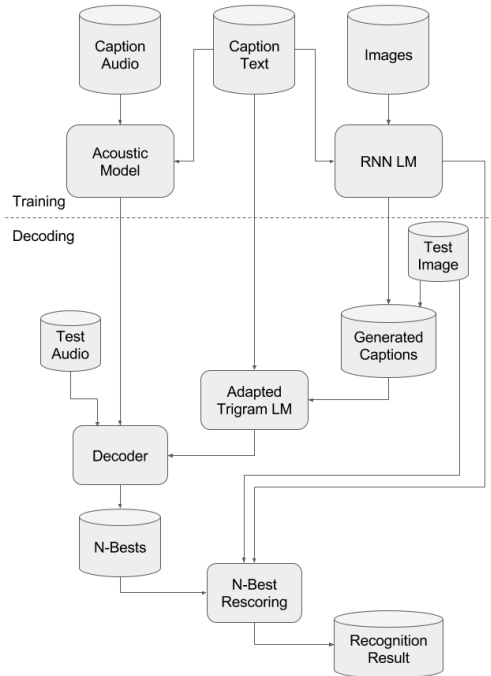 Caption
Audio
Caption
Text
Images
Acoustic
Model
RNN LM
Training
Decoding
Test
Image
Test
Audio
Generated
Captions
Adapted
Trigram LM
Decoder
N-Bests
N-Best
Rescoring
Recognition
Result